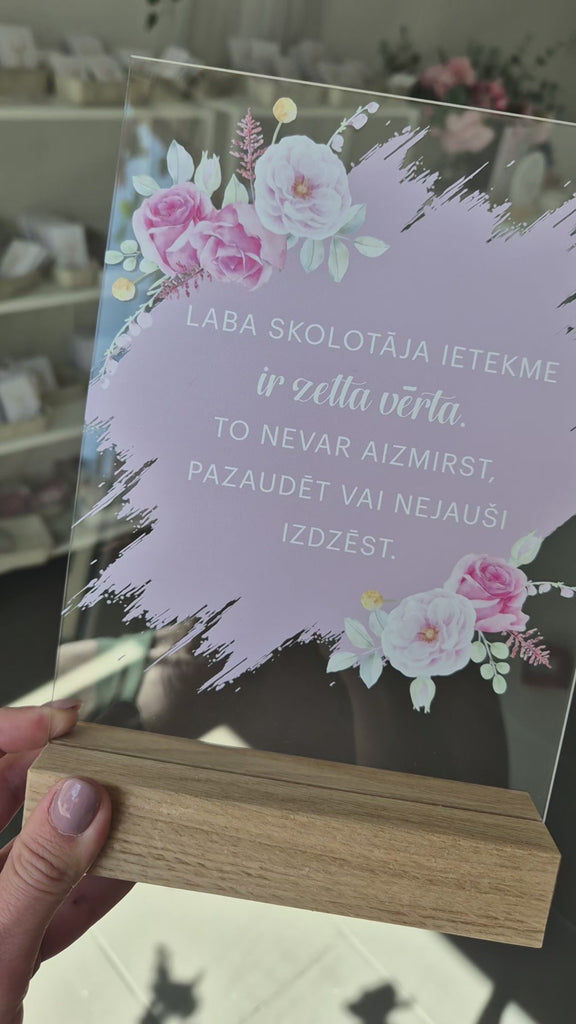 LABA SKOLOTĀJA IETEKME
ir zelta vērta.
TO NEVAR AIZMIRST,
PAZAUDĒT VAI NEJAUŠI
IZDZĒST.